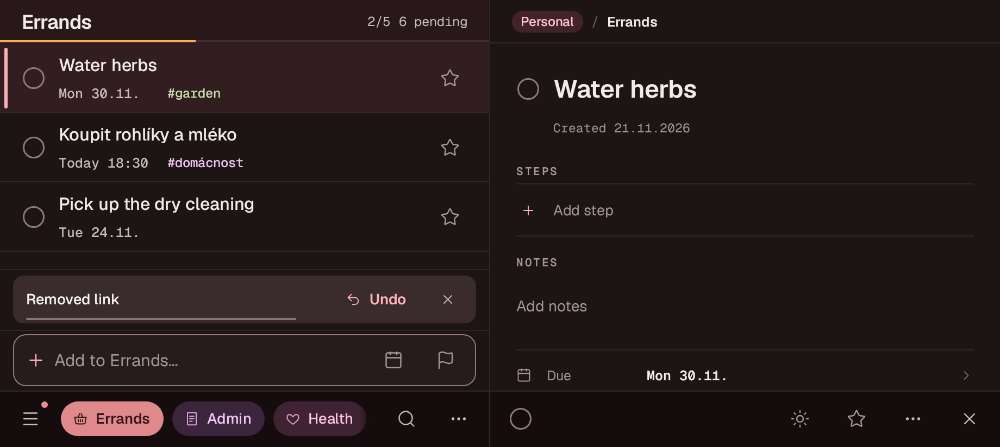 Errands
2/5 6 pending
Water herbs
Mon 30.11. #garden
Koupit rohlíky a mléko
Today 18:30 #domácnost
Pick up the dry cleaning
Tue 24.11.
Removed link
Undo
Add to Errands…
Errands
Admin
Health
Personal / Errands
Water herbs
Created 21.11.2026
STEPS
Add step
NOTES
Add notes
Due Mon 30.11.